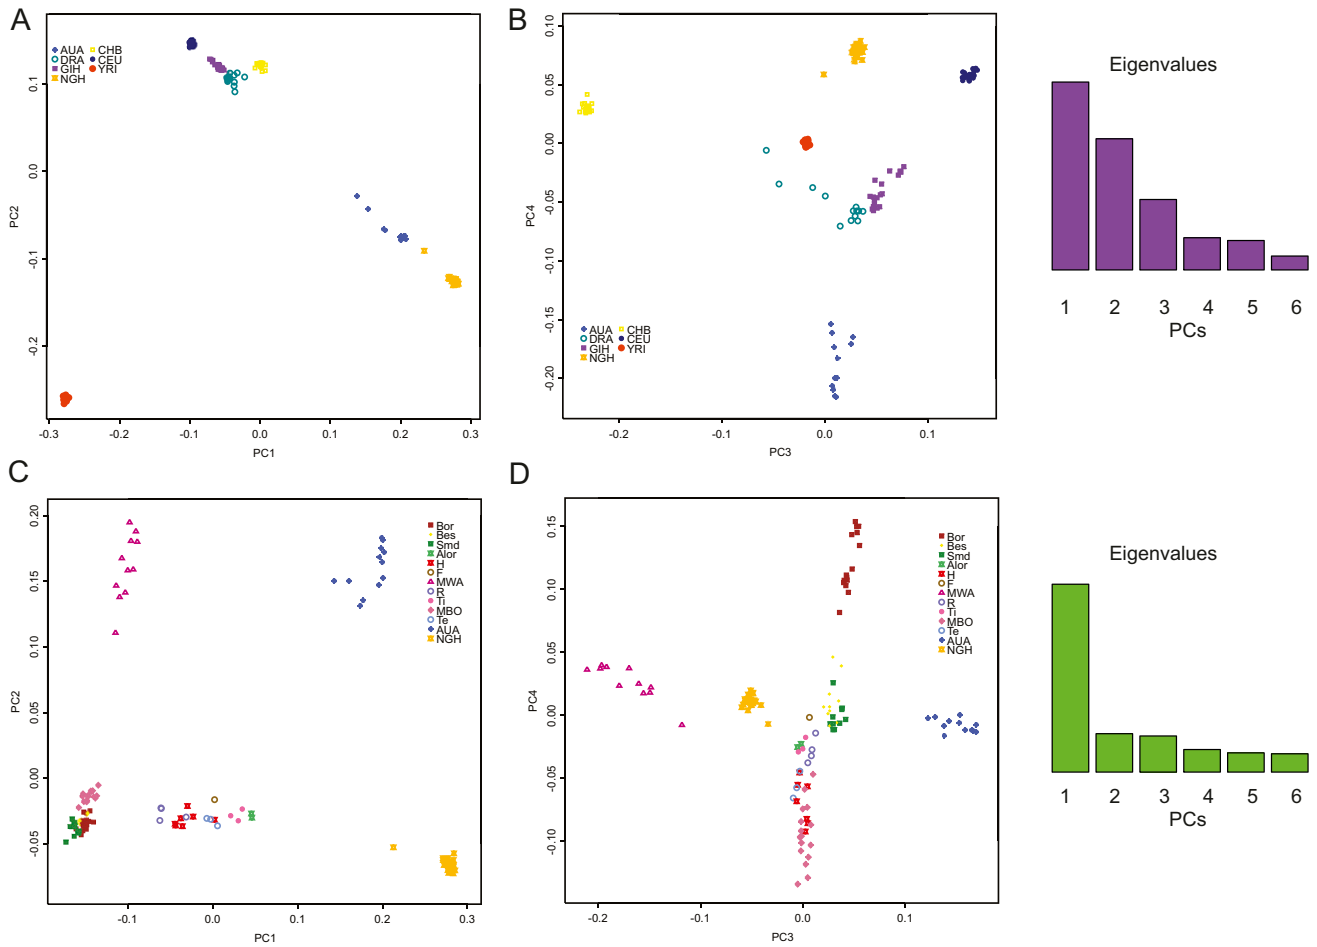 A
AUA CHB
DRA CEU
GIH YRI
NGH
0.1
0.0
-0.1
-0.2
PC2
-0.3 -0.2 -0.1 0.0 0.1 0.2 0.3
PC1
B
0.10
0.05
0.00
-0.05
-0.10
-0.15
-0.20
PC4
AUA CHB
DRA CEU
GIH YRI
NGH
-0.2 0.0 0.1
PC3
Eigenvalues
1 2 3 4 5 6
PCs
C
0.20
0.15
0.10
0.05
0.00
-0.05
PC2
Bor
Bes
Smd
Alor
H
F
MWA
R
Ti
MBO
Te
AUA
NGH
-0.1 0.0 0.1 0.2 0.3
PC1
D
0.15
0.10
0.05
0.00
-0.05
-0.10
PC4
Bor
Bes
Smd
Alor
H
F
MWA
R
Ti
MBO
Te
AUA
NGH
-0.2 -0.1 0.0 0.1
PC3
Eigenvalues
1 2 3 4 5 6
PCs